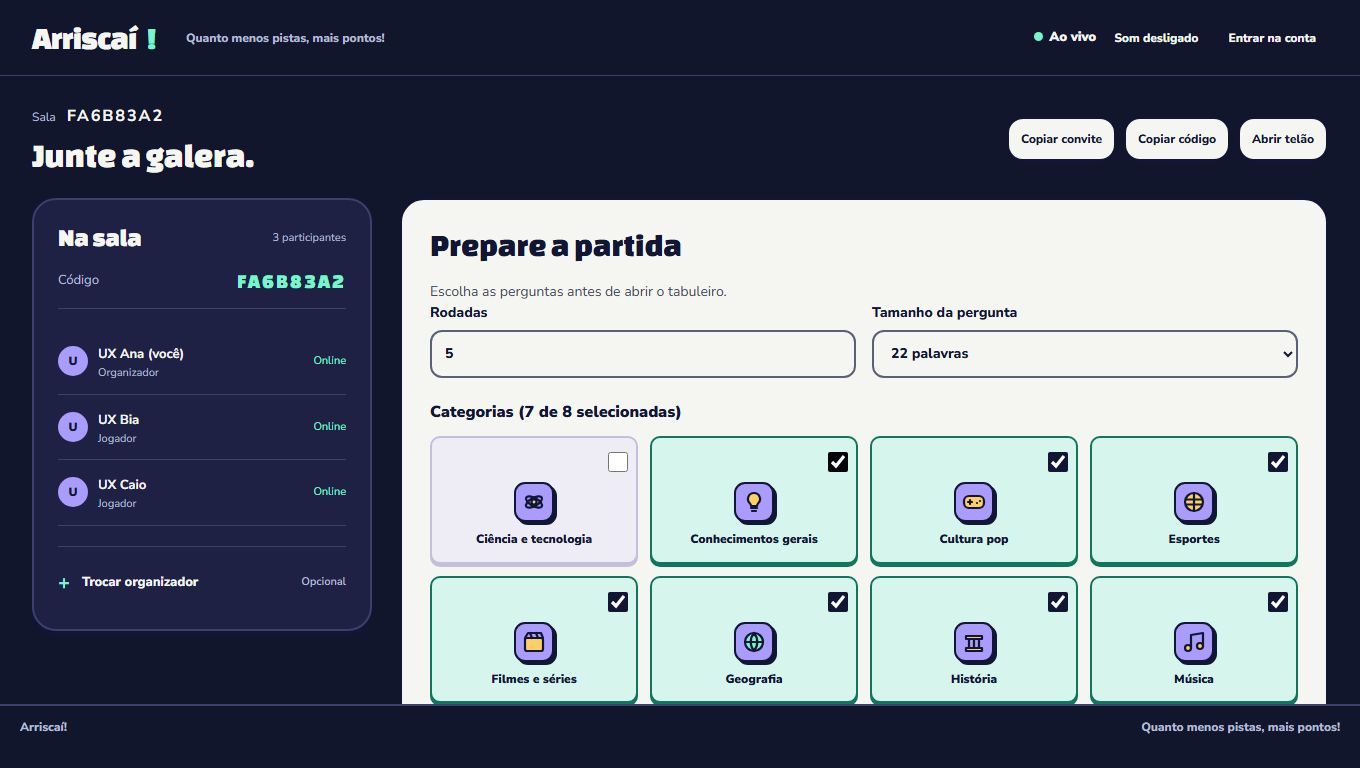 Arriscaí !
Quanto menos pistas, mais pontos!
Ao vivo
Som desligado
Entrar na conta
Sala FA6B83A2
Junte a galera.
Copiar convite
Copiar código
Abrir telão
Na sala
3 participantes
Código
FA6B83A2
U
UX Ana (você)
Organizador
Online
U
UX Bia
Jogador
Online
U
UX Caio
Jogador
Online
+ Trocar organizador
Opcional
Prepare a partida
Escolha as perguntas antes de abrir o tabuleiro.
Rodadas
5
Tamanho da pergunta
22 palavras
Categorias (7 de 8 selecionadas)
Ciência e tecnologia
Conhecimentos gerais
Cultura pop
Esportes
Filmes e séries
Geografia
História
Música
Arriscaí!
Quanto menos pistas, mais pontos!